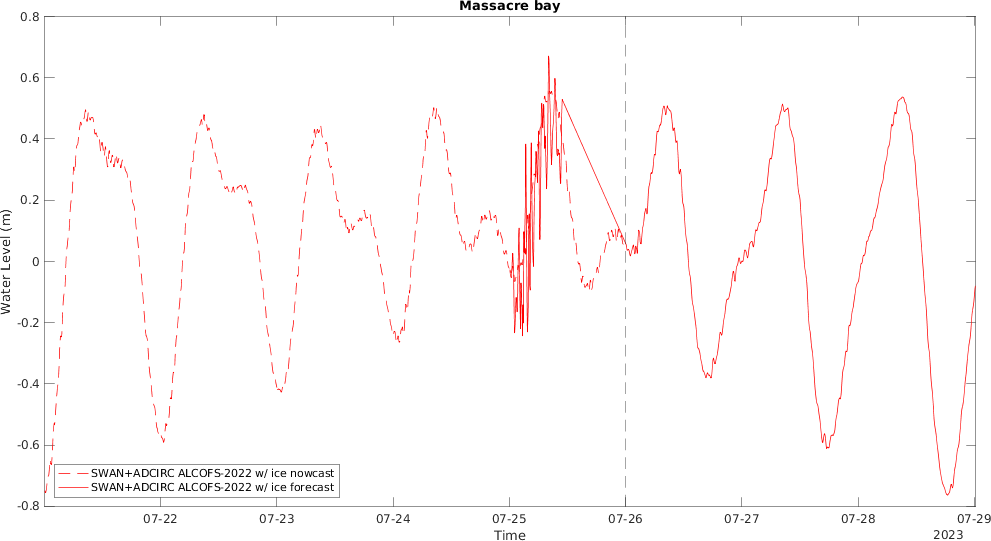 Massacre bay
Water Level (m)
0.8
0.6
0.4
0.2
0
-0.2
-0.4
-0.6
-0.8
SWAN+ADCIRC ALCOFS-2022 w/ ice nowcast
SWAN+ADCIRC ALCOFS-2022 w/ ice forecast
07-22 07-23 07-24 07-25 07-26 07-27 07-28 07-29
Time
2023